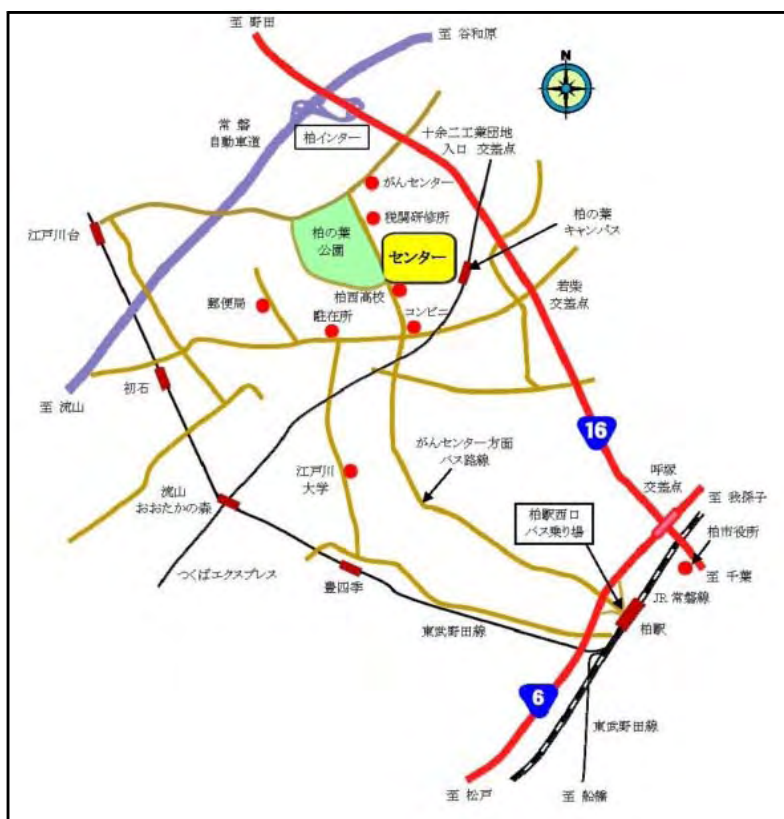 至 野田
至 谷和原
N
常 磐
自動車道
柏インター
十余二工業団地
入口 交差点
がんセンター
税関研修所
柏の葉
キャンパス
江戸川台
柏の葉
公園
センター
柏西高校
若柴
交差点
郵便局
駐在所
コンビニ
初石
至 流山
16
がんセンター方面
バス路線
呼塚
交差点
江戸川
大学
流山
おおたかの森
至 我孫子
柏駅西口
バス乗り場
柏市役所
つくばエクスプレス
豊四季
至 千葉
JR 常磐線
柏駅
東武野田線
6
東武野田線
至 松戸
至 船橋